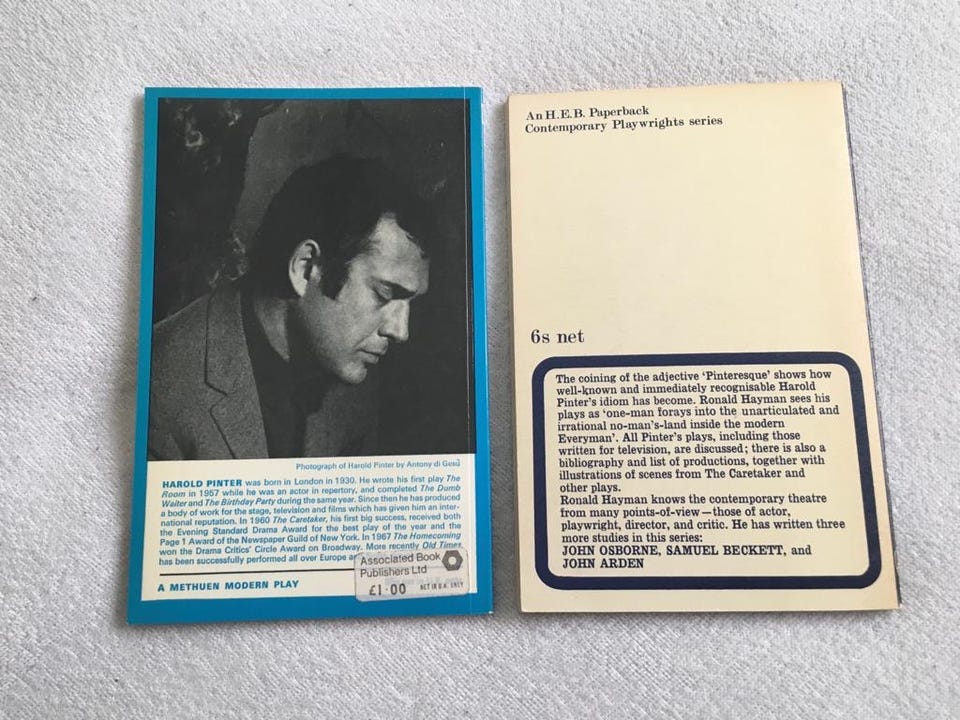 Photograph of Harold Pinter by Antony di Gesù
HAROLD PINTER was born in London in 1930. He wrote his first play The
Room in 1957 while he was an actor in repertory, and completed The Dumb
Waiter and The Birthday Party during the same year. Since then he has produced
a body of work for the stage, television and films which has given him an inter-
national reputation. In 1960 The Caretaker, his first big success, received both
the Evening Standard Drama Award for the best play of the year and the
Page 1 Award of the Newspaper Guild of New York. In 1967 The Homecoming
won the Drama Critics' Circle Award on Broadway. More recently Old Times
has been successfully performed all over Europe
A METHUEN MODERN PLAY
Associated Book
Publishers Ltd
£1·00 NET IN U.K. ONLY
An H.E.B. Paperback
Contemporary Playwrights series
6s net
The coining of the adjective 'Pinteresque' shows how
well-known and immediately recognisable Harold
Pinter's idiom has become. Ronald Hayman sees his
plays as 'one-man forays into the unarticulated and
irrational no-man's-land inside the modern
Everyman'. All Pinter's plays, including those
written for television, are discussed; there is also a
bibliography and list of productions, together with
illustrations of scenes from The Caretaker and
other plays.
Ronald Hayman knows the contemporary theatre
from many points-of-view—those of actor,
playwright, director, and critic. He has written three
more studies in this series:
JOHN OSBORNE, SAMUEL BECKETT, and
JOHN ARDEN